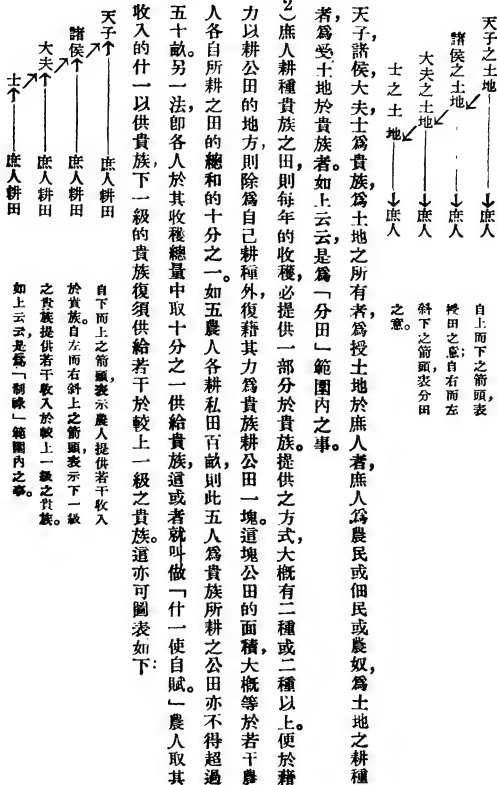 天子之土地→庶人
諸侯之土地→庶人
大夫之土地→庶人
士之土地→庶人
自上而下之箭頭,表
授田之意;自右而左
斜下之箭頭表分田
之意。
天子,諸侯,大夫士爲貴族,爲土地之所有者,爲授土地於庶人者,庶人爲農民或佃民或農奴,爲土地之耕種
者,爲受土地於貴族者。如上云云,是爲「分田」範圍內之事。
2)庶人耕種貴族之田,則每年的收穫,必提供一部分於貴族。提供之方式,大概有二種或二種以上。便於藉
力以耕公田的地方,則除爲自己耕種外,復藉其力爲貴族耕公田一塊。這塊公田的面積,大概等於若干農
人各自所耕之田的總和的十分之一。如五農人各耕私田百畝,則此五人爲貴族所耕之公田亦不得超過
五十畝。另一法即各人於其收穫總量中取十分之一供給貴族,這或者就叫做「什一使自賦。」農人取其
收入的什一以供貴族,下一級的貴族復須供給若干於較上一級之貴族。這亦可圖表如下:
天子←庶人耕田
諸侯←庶人耕田
大夫←庶人耕田
士←庶人耕田
自下而上之箭頭,表示農人提供若干收入
於貴族。自左而右斜上之箭頭表示下一級
之貴族提供若干收入於較上一級之貴族。
如上云云,是爲「制祿」範圍內之事。